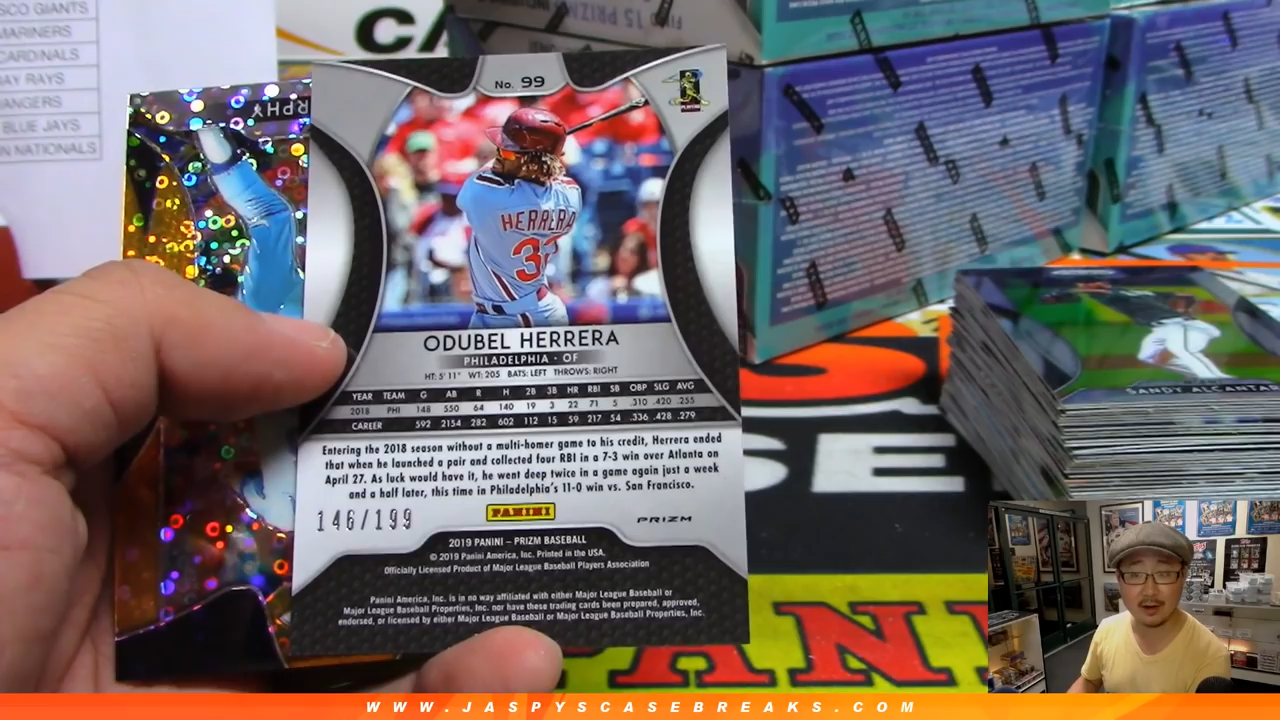 SCO GIANTS
MARINERS
CARDINALS
AY RAYS
ANGERS
BLUE JAYS
N NATIONALS
CA
15 PRIZM
RPHY
No. 99
HERRERA
ODUBEL HERRERA
PHILADELPHIA · OF
HT: 5' 11" WT: 205 BATS: LEFT THROWS: RIGHT
YEAR TEAM G AB R H 2B 3B HR RBI SB OBP SLG AVG
2018 PHI 148 550 64 140 19 3 22 71 5 .310 .420 .255
CAREER 592 2154 282 602 112 15 59 217 54 .336 .428 .279
Entering the 2018 season without a multi-homer game to his credit, Herrera ended
that when he launched a pair and collected four RBI in a 7-3 win over Atlanta on
April 27. As luck would have it, he went deep twice in a game again just a week
and a half later, this time in Philadelphia's 11-0 win vs. San Francisco.
146/199
PANINI
PRIZM
2019 PANINI – PRIZM BASEBALL
© 2019 Panini America, Inc. Printed in the USA.
Officially Licensed Product of Major League Baseball Players Association
Panini America, Inc. is in no way affiliated with either Major League Baseball or
Major League Baseball Properties, Inc. nor have these trading cards been prepared, approved,
endorsed, or licensed by either Major League Baseball or Major League Baseball Properties, Inc.
SANDY ALCANTAR
SE
PANI
WWW.JASPYSCASEBREAKS.COM